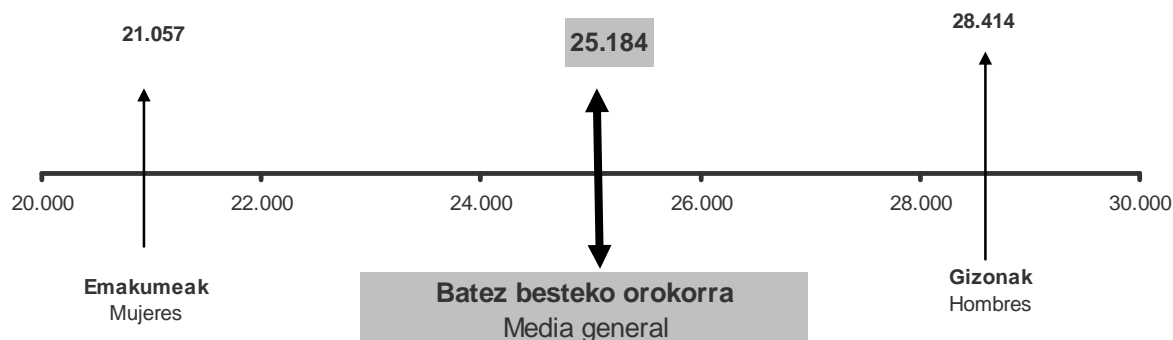 21.057
25.184
28.414
20.000 22.000 24.000 26.000 28.000 30.000
Emakumeak
Mujeres
Batez besteko orokorra
Media general
Gizonak
Hombres